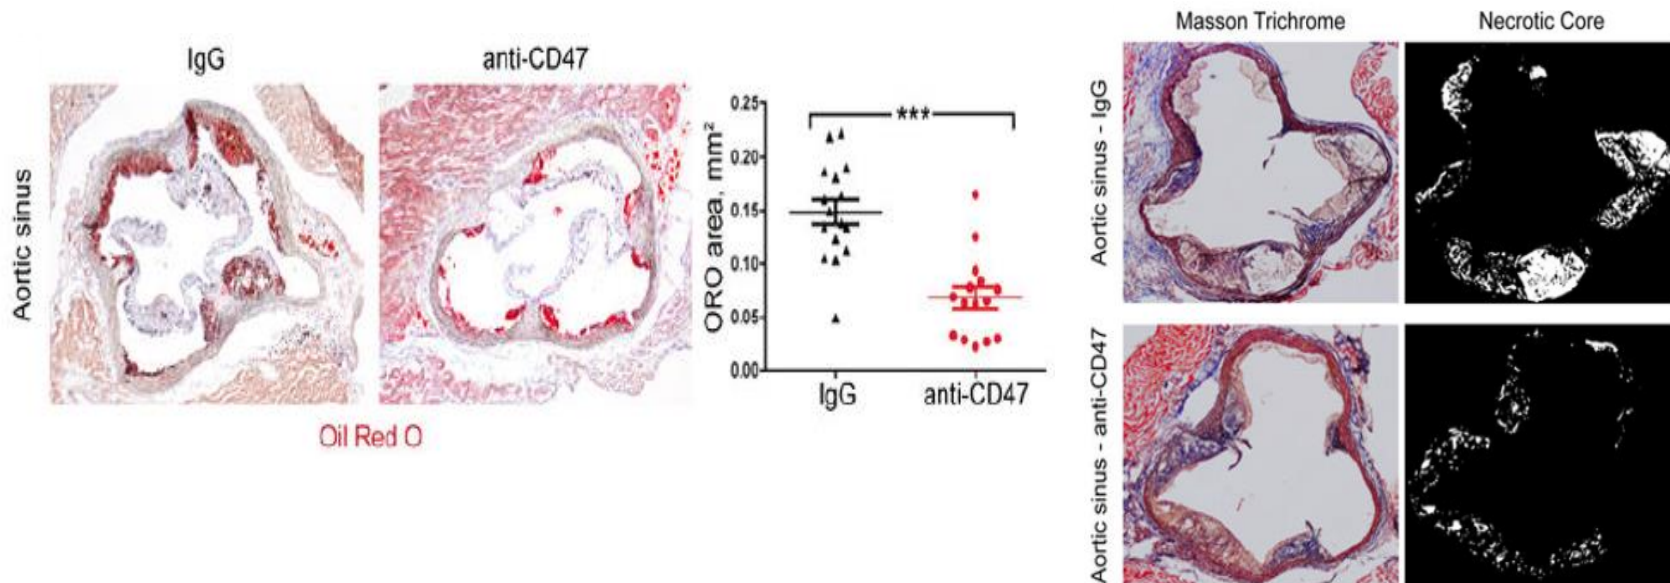 IgG
anti-CD47
Aortic sinus
Oil Red O
ORO area, mm²
0.25
0.20
0.15
0.10
0.05
0.00
***
IgG
anti-CD47
Masson Trichrome
Necrotic Core
Aortic sinus - IgG
Aortic sinus - anti-CD47